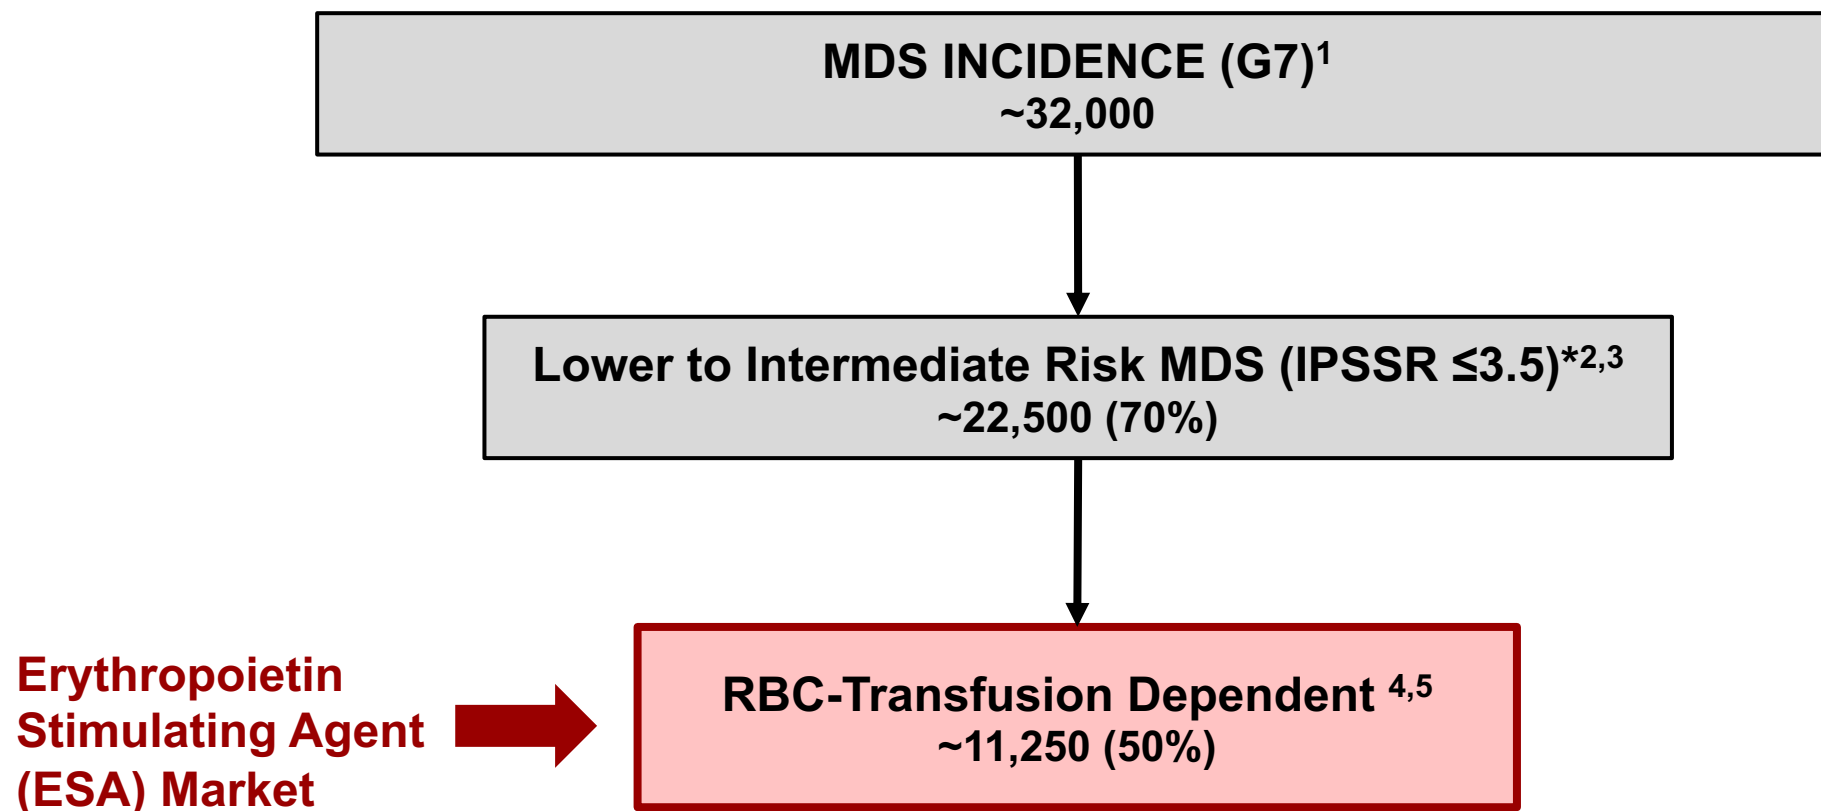 MDS INCIDENCE (G7)1
~32,000
Lower to Intermediate Risk MDS (IPSSR ≤3.5)*2,3
~22,500 (70%)
RBC-Transfusion Dependent 4,5
~11,250 (50%)
Erythropoietin
Stimulating Agent
(ESA) Market